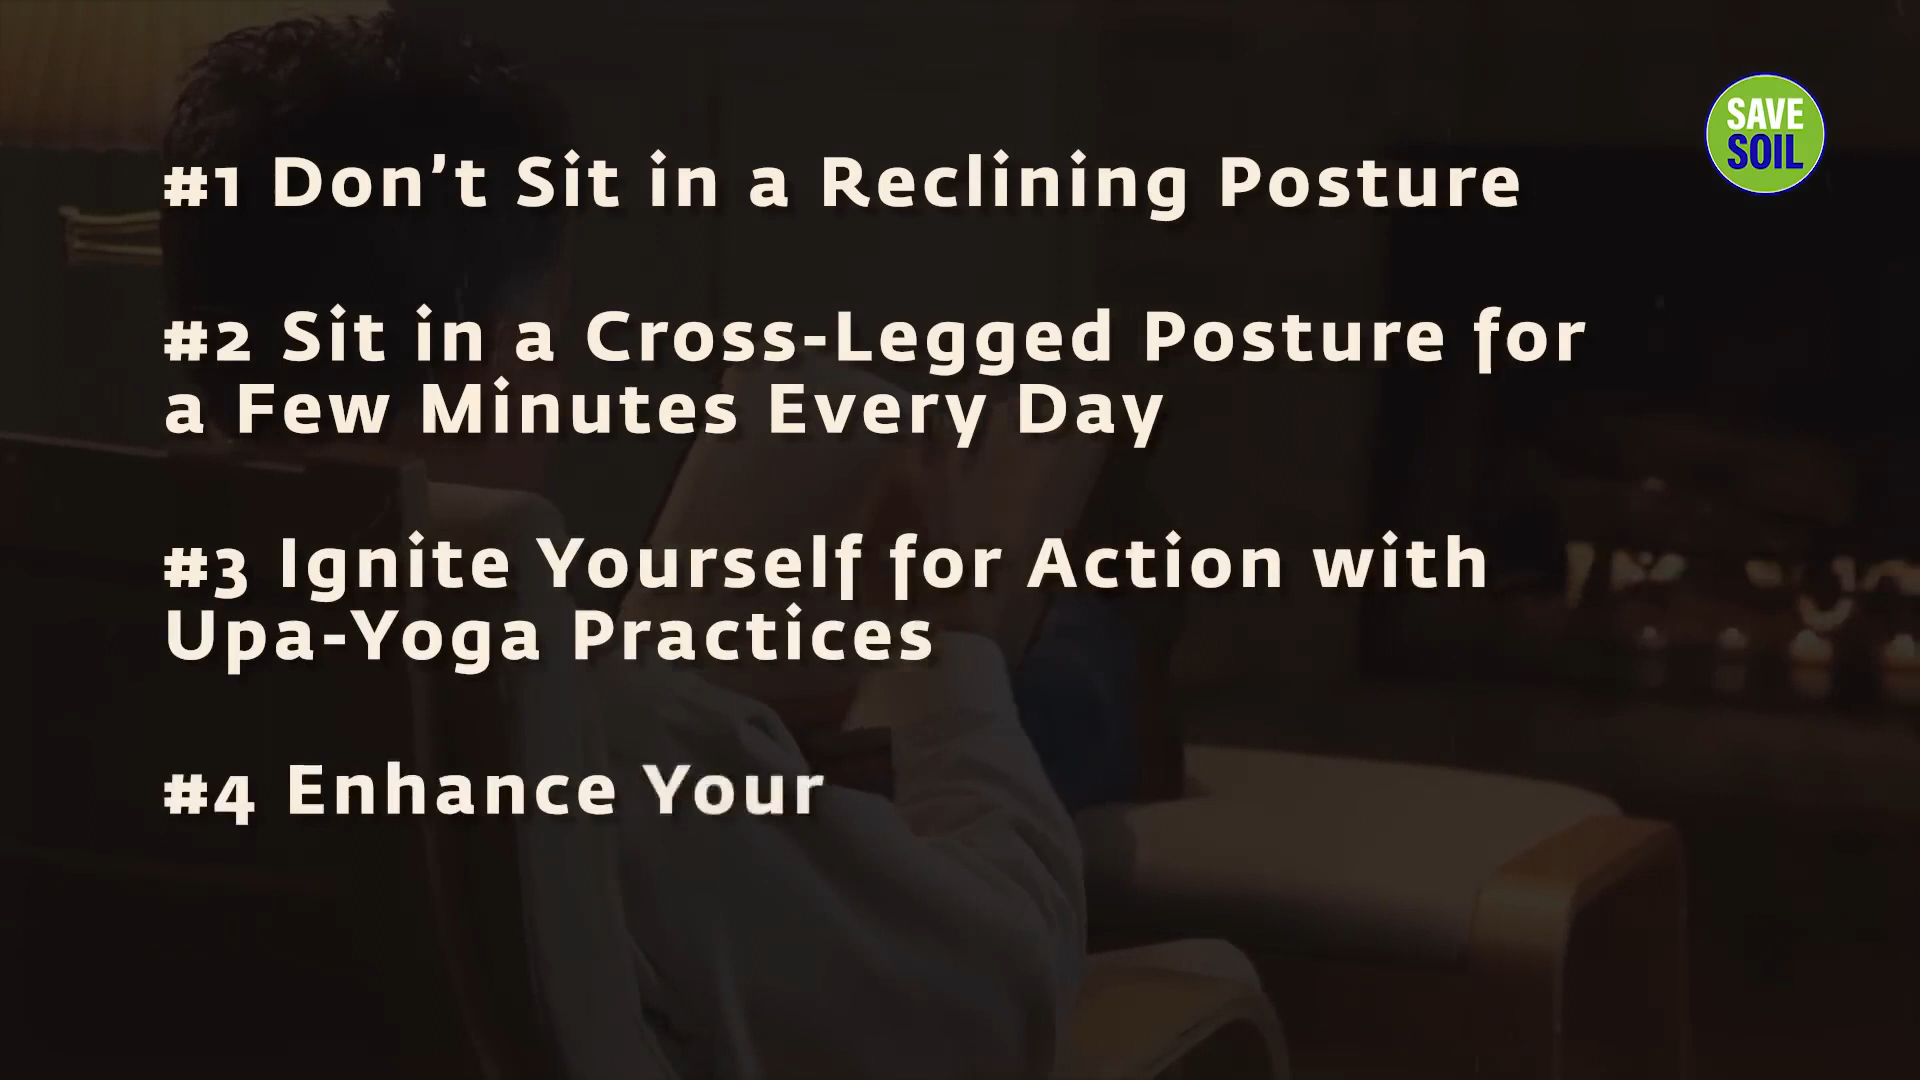 SAVE
SOIL
#1 Don't Sit in a Reclining Posture
#2 Sit in a Cross-Legged Posture for
a Few Minutes Every Day
#3 Ignite Yourself for Action with
Upa-Yoga Practices
#4 Enhance Your